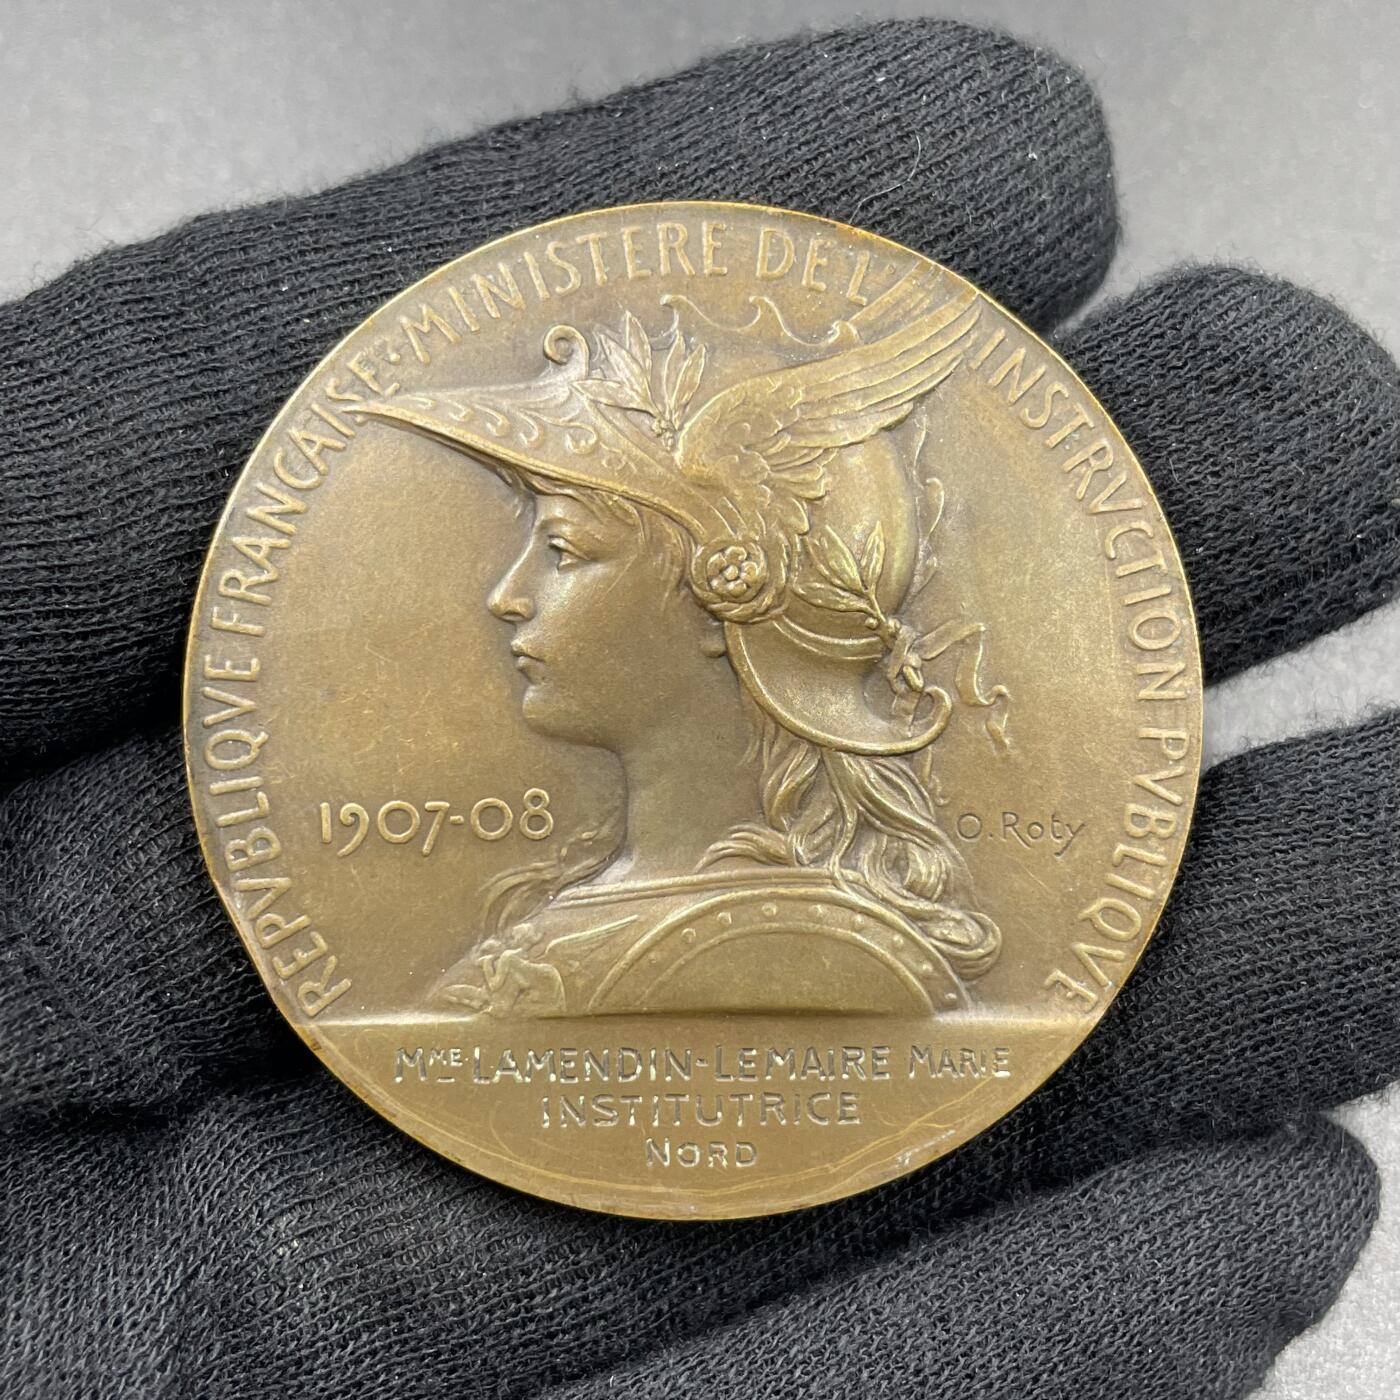 REPVBLIQVE FRANCAISE · MINISTERE DE L' INSTRVCTION PVBLIQVE
1907-08
O. Roty
MME LAMENDIN-LEMAIRE MARIE
INSTITUTRICE
NORD